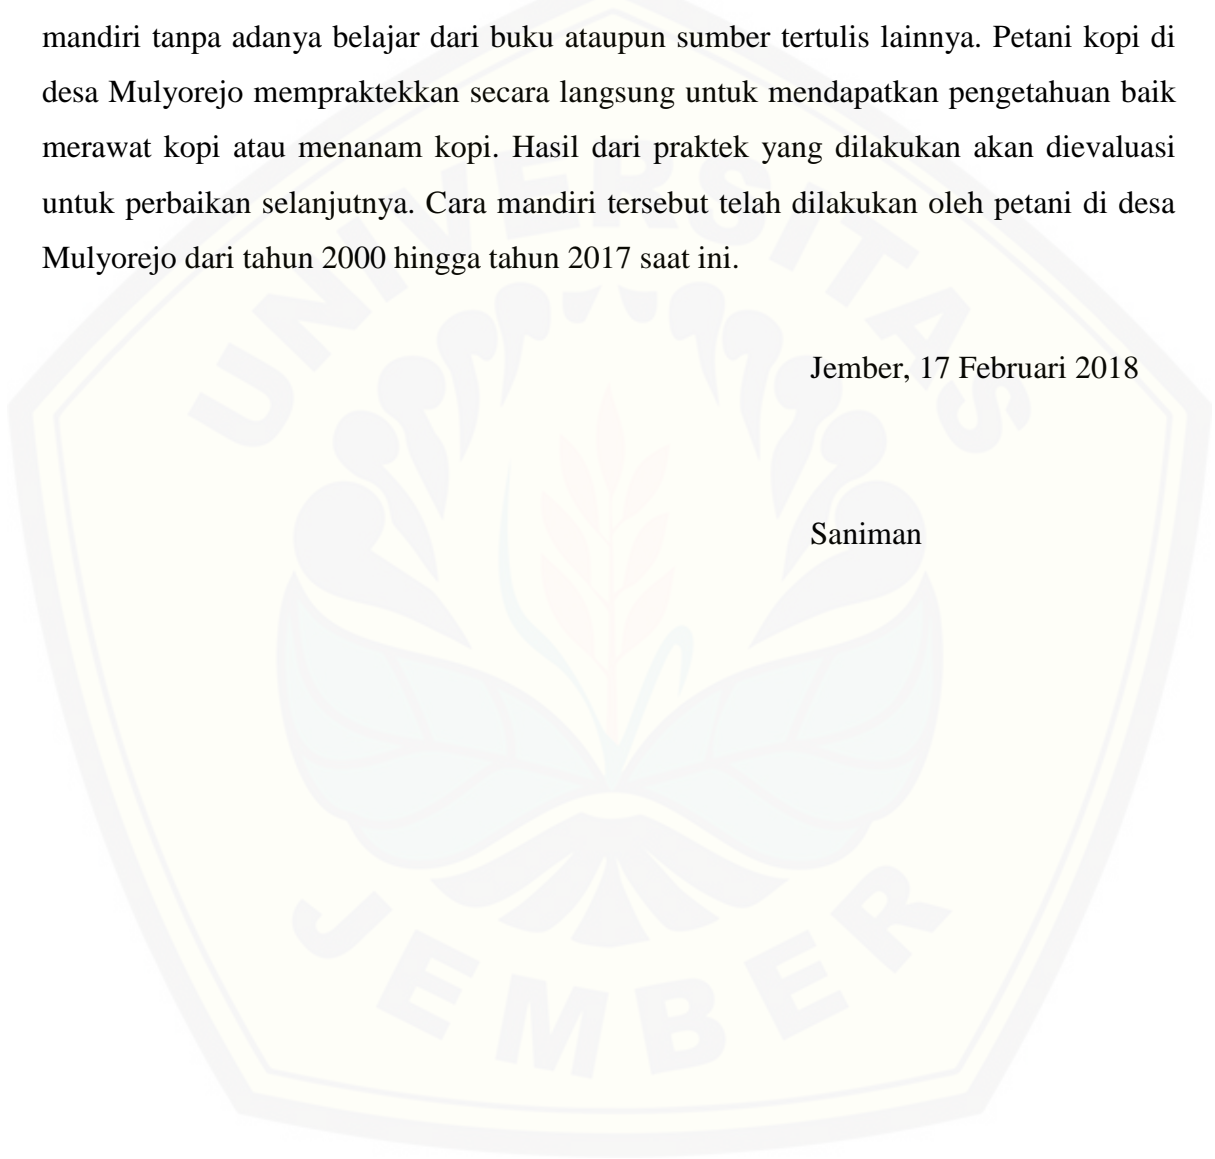 mandiri tanpa adanya belajar dari buku ataupun sumber tertulis lainnya. Petani kopi di
desa Mulyorejo mempraktekkan secara langsung untuk mendapatkan pengetahuan baik
merawat kopi atau menanam kopi. Hasil dari praktek yang dilakukan akan dievaluasi
untuk perbaikan selanjutnya. Cara mandiri tersebut telah dilakukan oleh petani di desa
Mulyorejo dari tahun 2000 hingga tahun 2017 saat ini.
Jember, 17 Februari 2018
Saniman
UNIVERSITAS
JEMBER